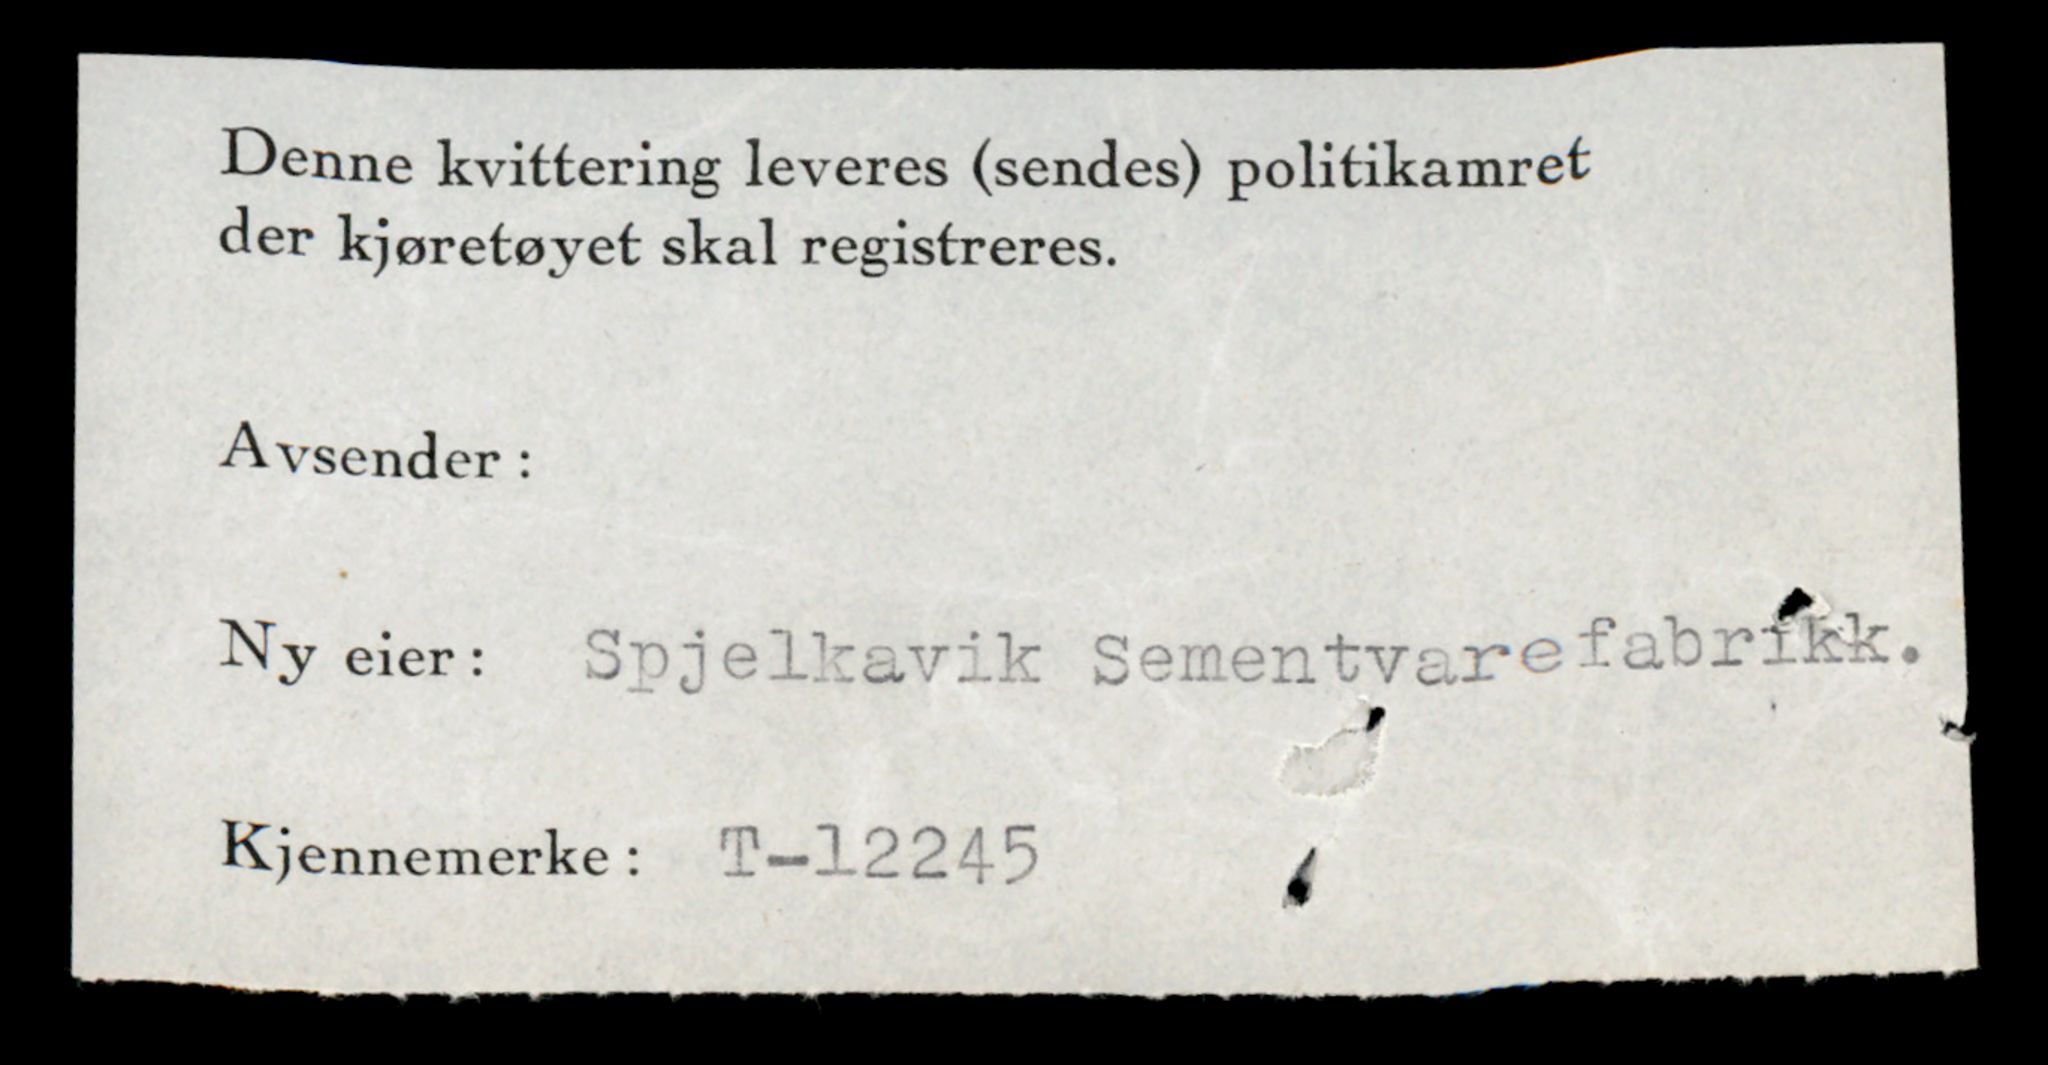 Denne kvittering leveres (sendes) politikamret
der kjøretøyet skal registreres.
Avsender:
Ny eier: Spjelkavik Sementvarefabrikk.
Kjennemerke: T-12245